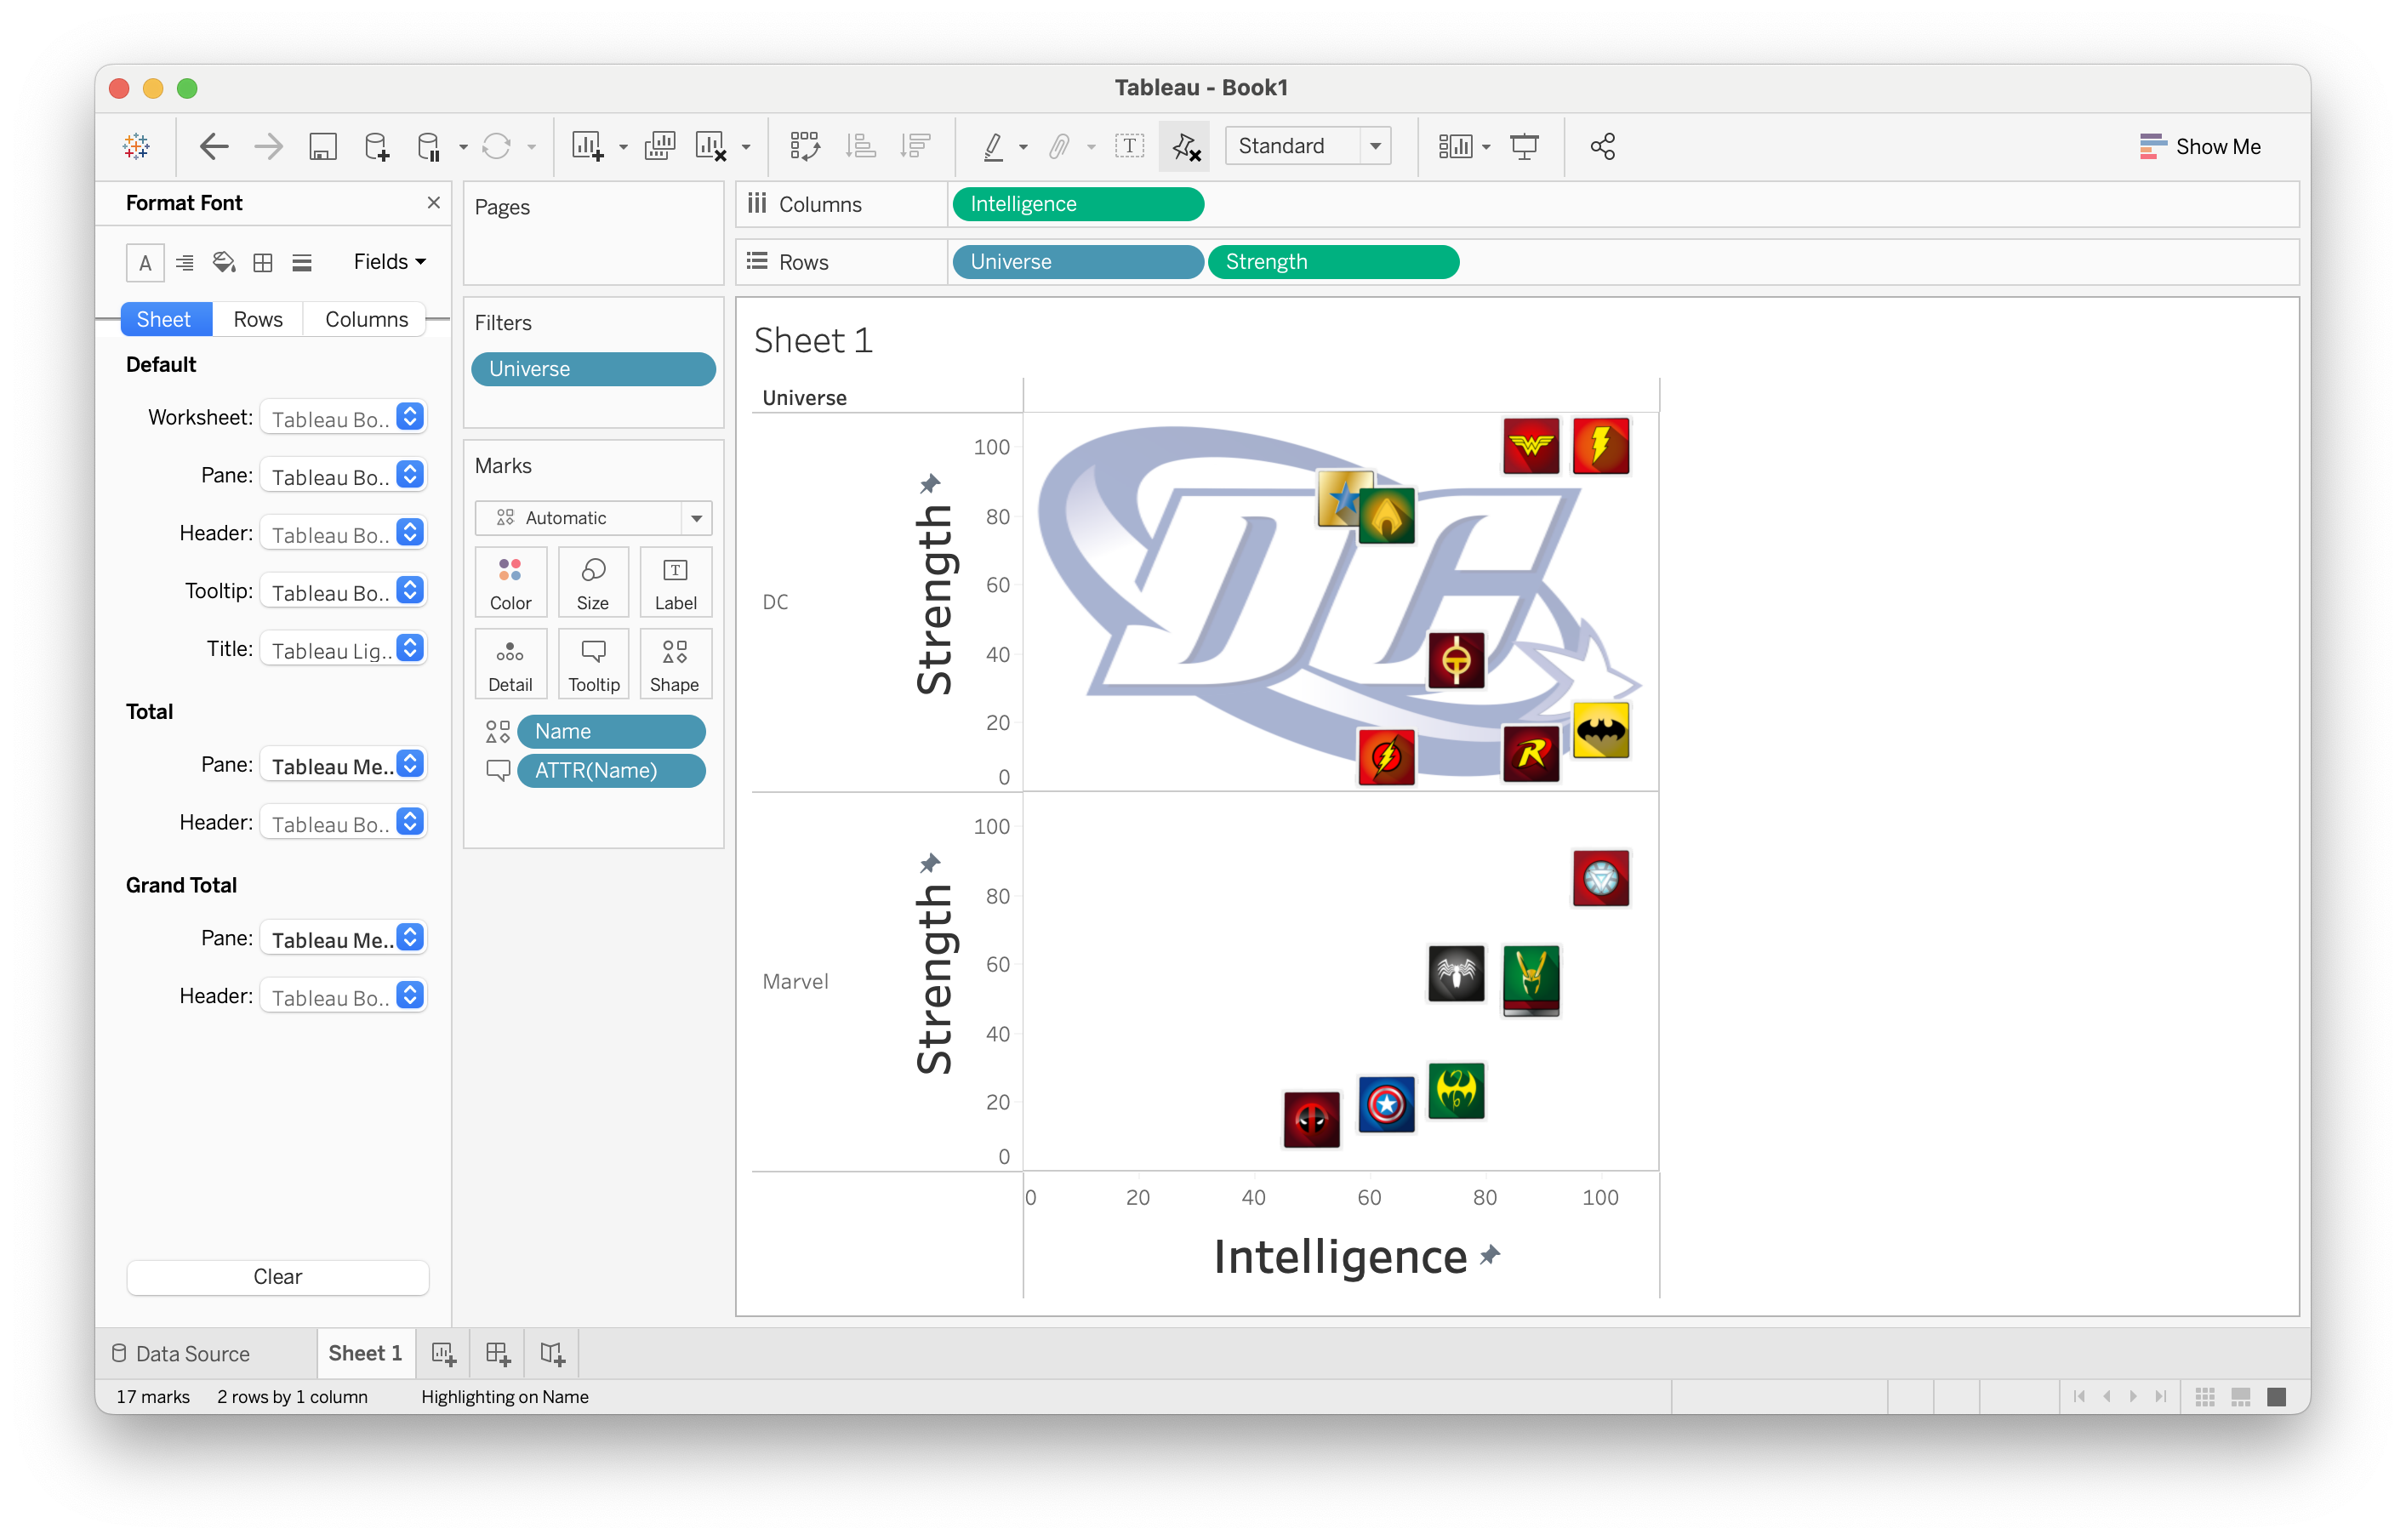 Tableau - Book1
Standard
Show Me
Format Font
Fields
Sheet Rows Columns
Default
Worksheet: Tableau Bo..
Pane: Tableau Bo..
Header: Tableau Bo..
Tooltip: Tableau Bo..
Title: Tableau Lig..
Total
Pane: Tableau Me..
Header: Tableau Bo..
Grand Total
Pane: Tableau Me..
Header: Tableau Bo..
Clear
Pages
Filters
Universe
Marks
Automatic
Color Size Label
Detail Tooltip Shape
Name
ATTR(Name)
Columns Intelligence
Rows Universe Strength
Sheet 1
Universe
DC
Strength
100
80
60
40
20
0
DC
R
Marvel
Strength
100
80
60
40
20
0
0 20 40 60 80 100
Intelligence
Data Source Sheet 1
17 marks 2 rows by 1 column Highlighting on Name